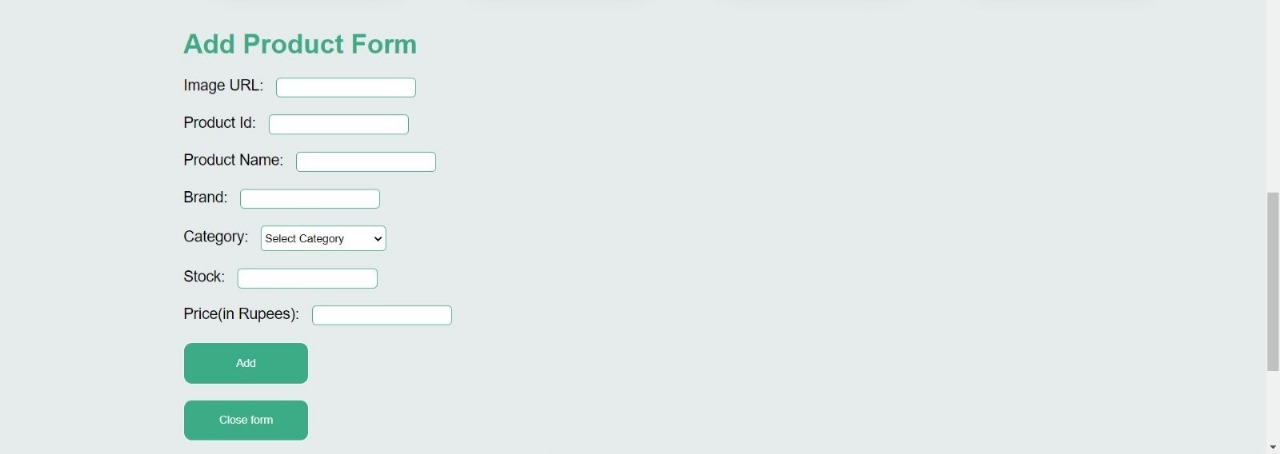 Add Product Form
Image URL:
Product Id:
Product Name:
Brand:
Category: Select Category
Stock:
Price(in Rupees):
Add
Close form